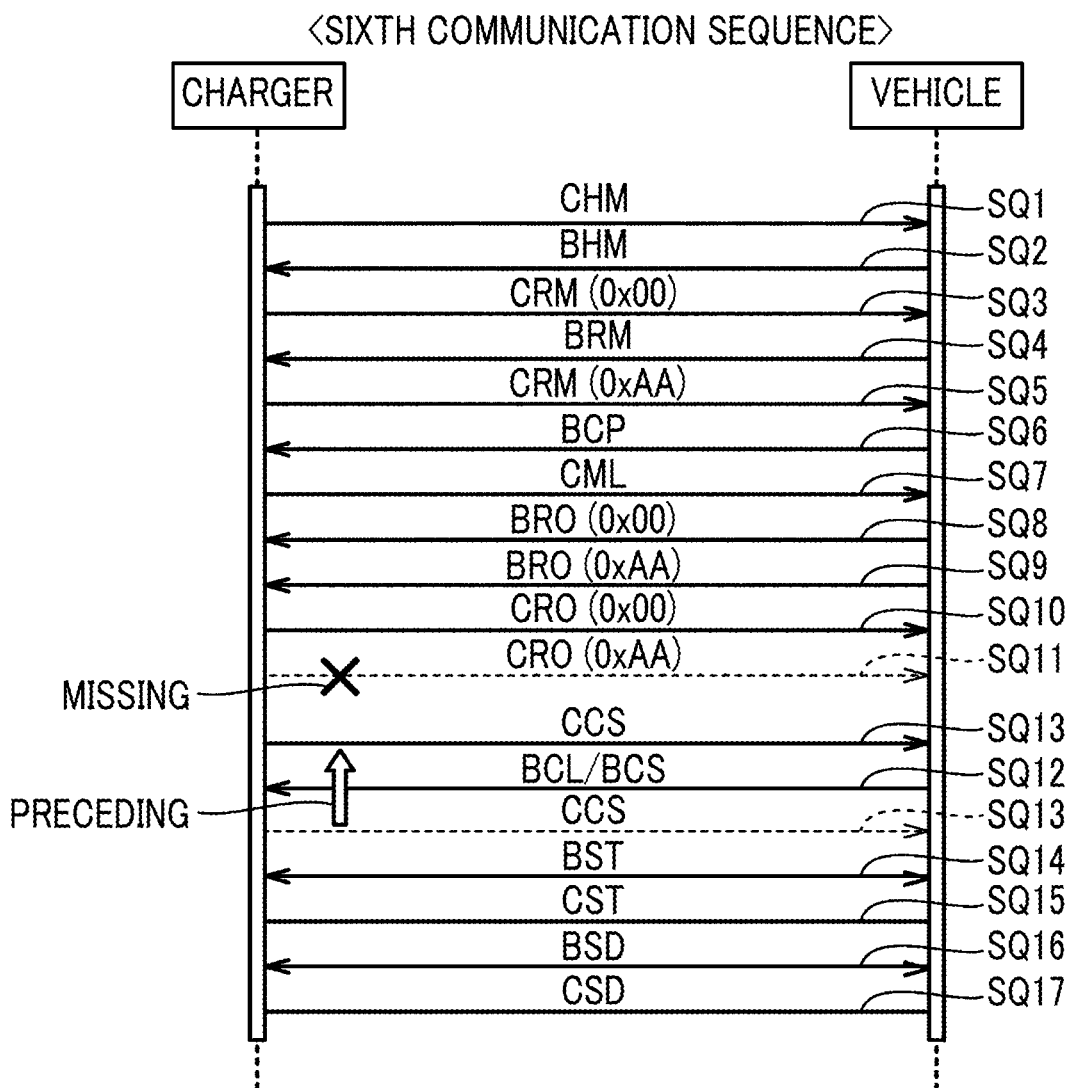 <SIXTH COMMUNICATION SEQUENCE>
CHARGER VEHICLE
CHM SQ1
BHM SQ2
CRM (0x00) SQ3
BRM SQ4
CRM (0xAA) SQ5
BCP SQ6
CML SQ7
BRO (0x00) SQ8
BRO (0xAA) SQ9
CRO (0x00) SQ10
CRO (0xAA) SQ11
MISSING
CCS SQ13
BCL/BCS SQ12
PRECEDING
CCS SQ13
BST SQ14
CST SQ15
BSD SQ16
CSD SQ17